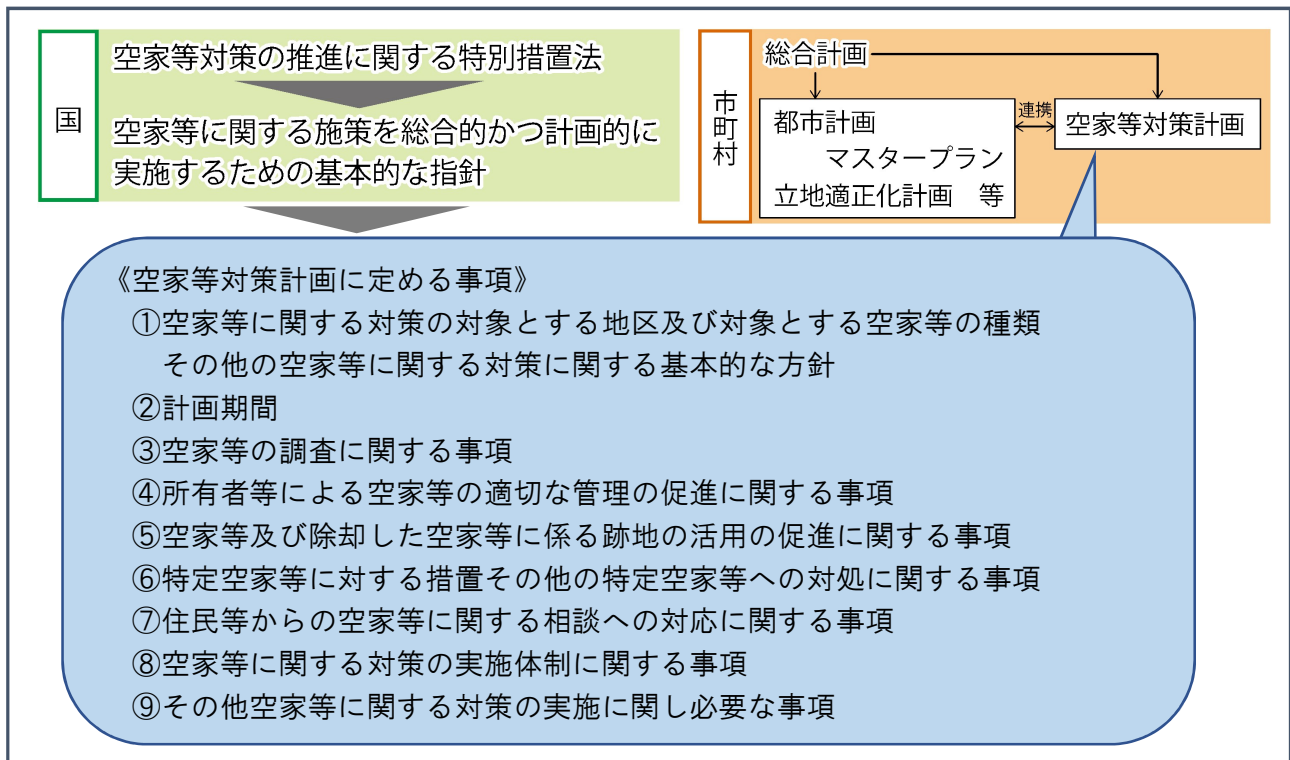 国
空家等対策の推進に関する特別措置法
空家等に関する施策を総合的かつ計画的に
実施するための基本的な指針
市町村
総合計画
都市計画
マスタープラン
立地適正化計画　等
連携
空家等対策計画
《空家等対策計画に定める事項》
①空家等に関する対策の対象とする地区及び対象とする空家等の種類
その他の空家等に関する対策に関する基本的な方針
②計画期間
③空家等の調査に関する事項
④所有者等による空家等の適切な管理の促進に関する事項
⑤空家等及び除却した空家等に係る跡地の活用の促進に関する事項
⑥特定空家等に対する措置その他の特定空家等への対処に関する事項
⑦住民等からの空家等に関する相談への対応に関する事項
⑧空家等に関する対策の実施体制に関する事項
⑨その他空家等に関する対策の実施に関し必要な事項